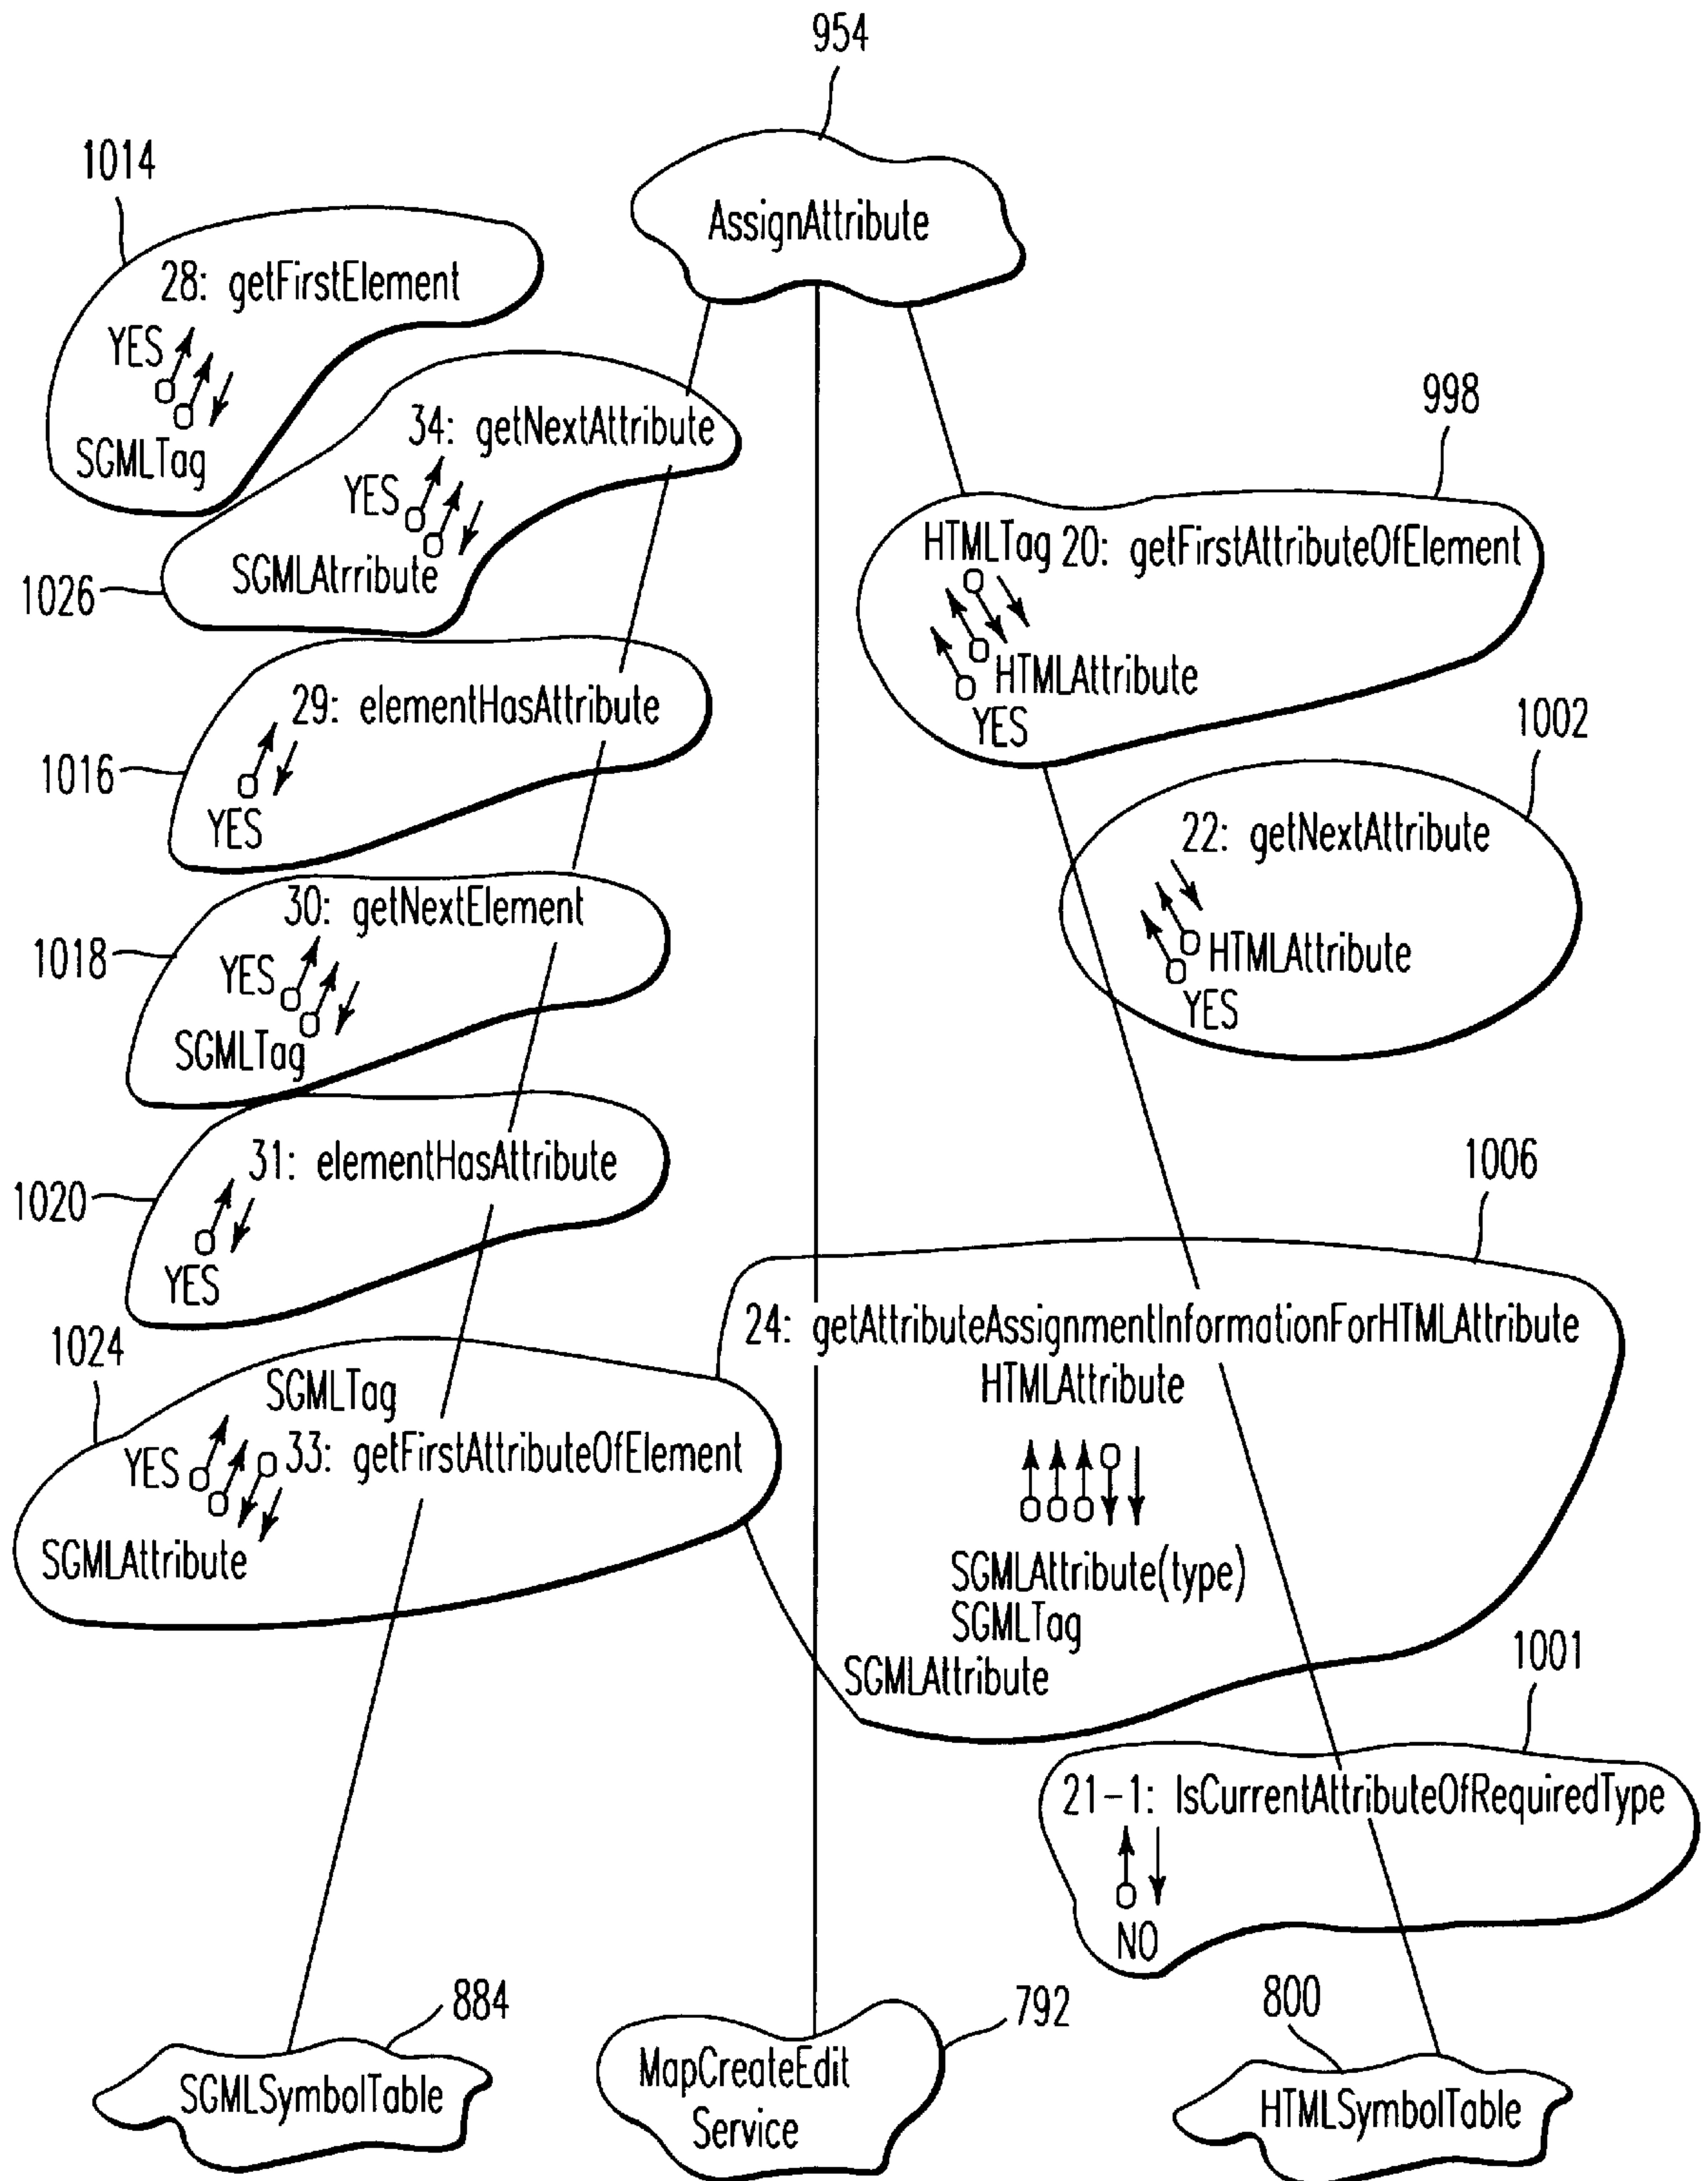 954
1014
AssignAttribute
28: getFirstElement
YES
SGMLTag
34: getNextAttribute
YES
SGMLAtrribute
1026
998
HTMLTag 20: getFirstAttributeOfElement
HTMLAttribute
YES
29: elementHasAttribute
1016
YES
1002
22: getNextAttribute
HTMLAttribute
YES
30: getNextElement
1018
YES
SGMLTag
31: elementHasAttribute
1020
YES
1006
24: getAttributeAssignmentInformationForHTMLAttribute
HTMLAttribute
SGMLAttribute(type)
SGMLTag
SGMLAttribute
1024
SGMLTag
YES
33: getFirstAttributeOfElement
SGMLAttribute
1001
21-1: IsCurrentAttributeOfRequiredType
NO
884
SGMLSymbolTable
792
MapCreateEdit
Service
800
HTMLSymbolTable